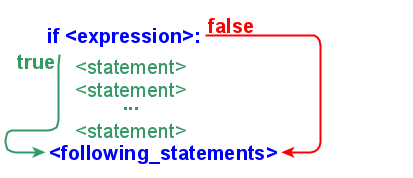 if <expression>: false
true
<statement>
<statement>
...
<statement>
<following_statements>